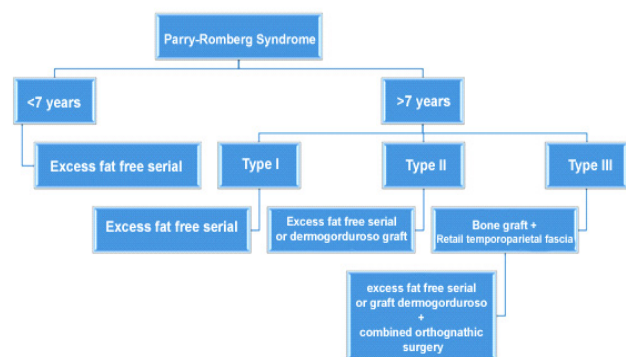 Parry-Romberg Syndrome
<7 years
>7 years
Excess fat free serial
Type I
Type II
Type III
Excess fat free serial
Excess fat free serial
or dermogorduroso graft
Bone graft +
Retail temporoparietal fascia
excess fat free serial
or graft dermogorduroso
+
combined orthognathic
surgery